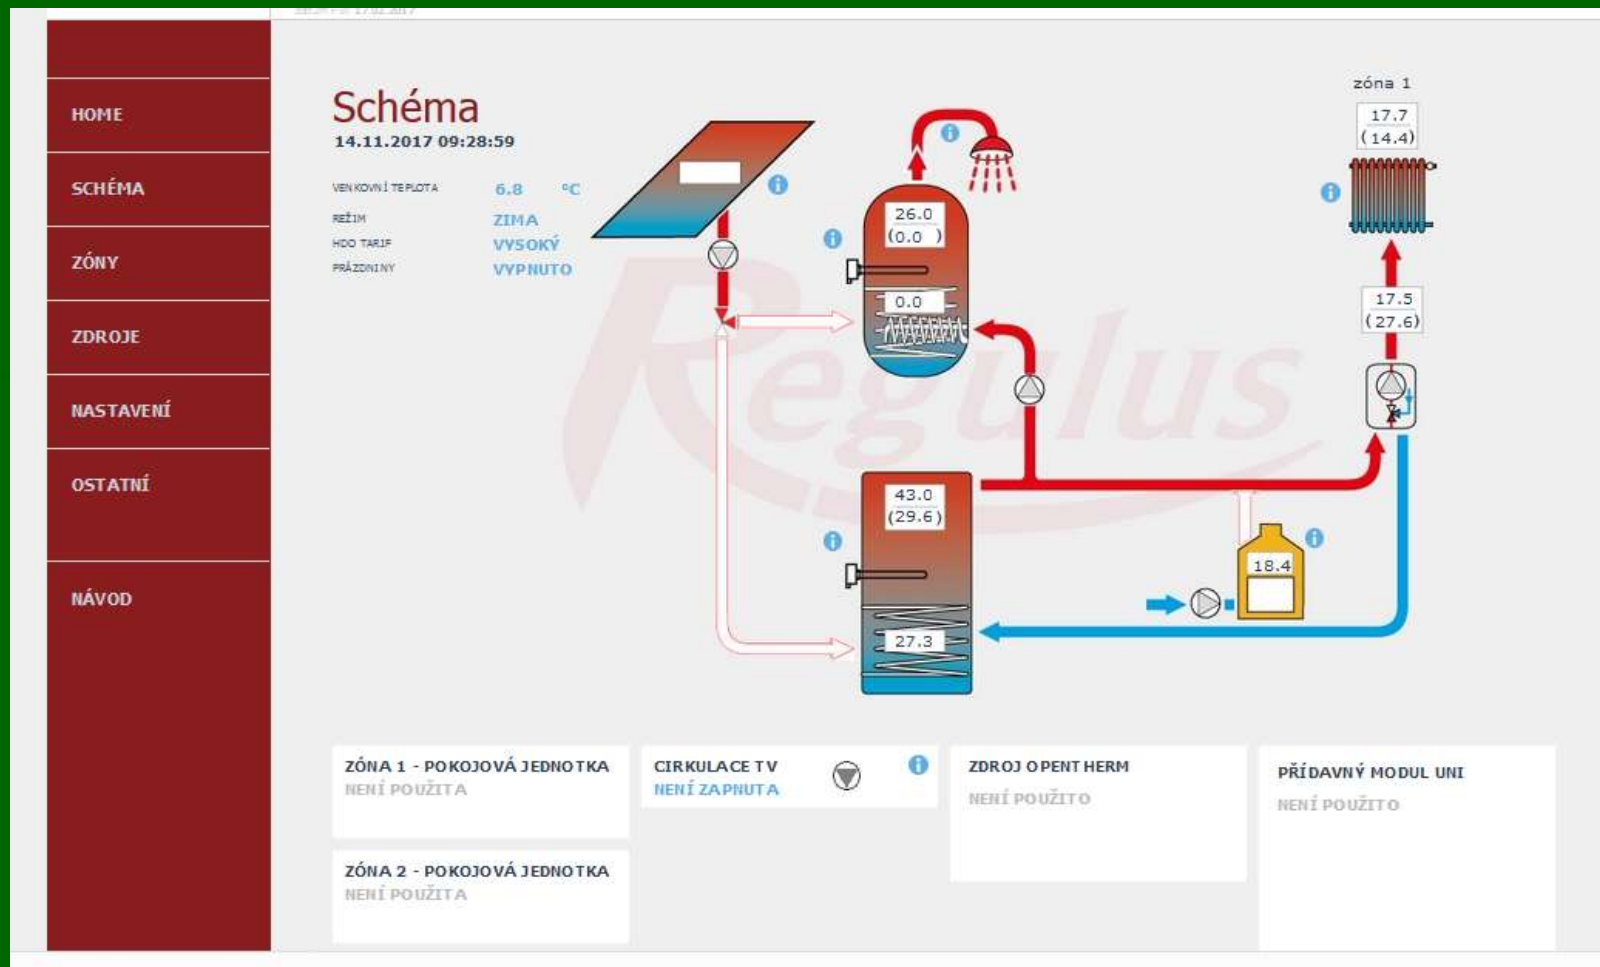 17.02.2017
HOME
SCHÉMA
ZÓNY
ZDROJE
NASTAVENÍ
OSTATNÍ
NÁVOD
Schéma
14.11.2017 09:28:59
VENKOVNÍ TEPLOTA 6.8 °C
REŽIM ZIMA
HDO TARIF VYSOKÝ
PRÁZDNINY VYPNUTO
zóna 1
17.7
(14.4)
26.0
(0.0 )
0.0
17.5
(27.6)
Regulus
43.0
(29.6)
18.4
27.3
ZÓNA 1 - POKOJOVÁ JEDNOTKA
NENÍ POUŽITA
CIRKULACE TV
NENÍ ZAPNUTA
ZDROJ OPENTHERM
NENÍ POUŽITO
PŘÍDAVNÝ MODUL UNI
NENÍ POUŽITO
ZÓNA 2 - POKOJOVÁ JEDNOTKA
NENÍ POUŽITA